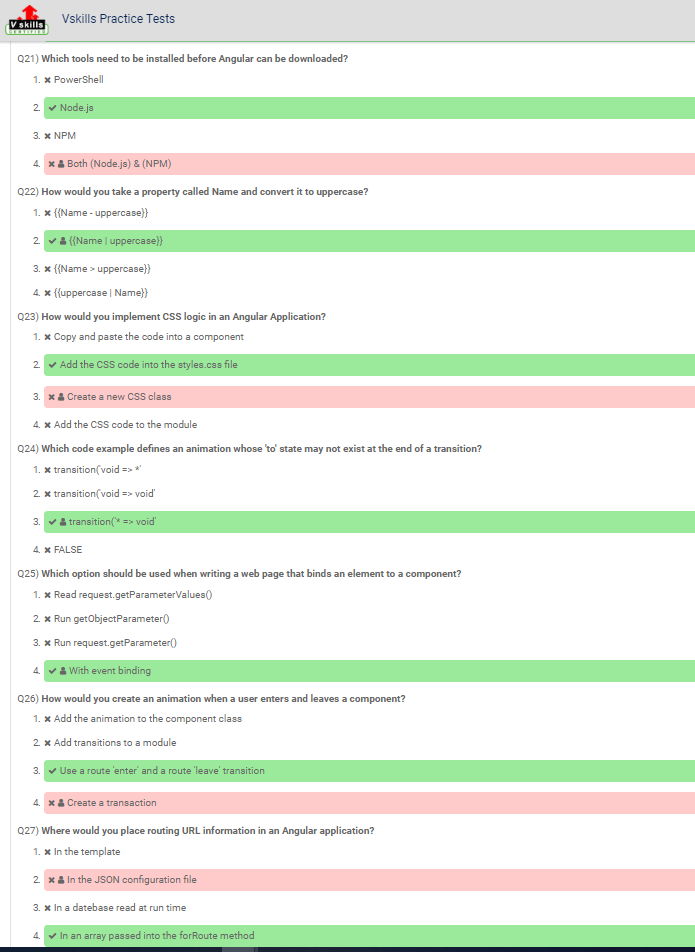 V skills
CERTIFIED
Vskills Practice Tests
Q21) Which tools need to be installed before Angular can be downloaded?
1. ✖ PowerShell
2. ✔ Node.js
3. ✖ NPM
4. ✖ Both (Node.js) & (NPM)
Q22) How would you take a property called Name and convert it to uppercase?
1. ✖ {{Name - uppercase}}
2. ✔ {{Name | uppercase}}
3. ✖ {{Name > uppercase}}
4. ✖ {{uppercase | Name}}
Q23) How would you implement CSS logic in an Angular Application?
1. ✖ Copy and paste the code into a component
2. ✔ Add the CSS code into the styles.css file
3. ✖ Create a new CSS class
4. ✖ Add the CSS code to the module
Q24) Which code example defines an animation whose 'to' state may not exist at the end of a transition?
1. ✖ transition('void => *'
2. ✖ transition('void => void'
3. ✔ transition('* => void'
4. ✖ FALSE
Q25) Which option should be used when writing a web page that binds an element to a component?
1. ✖ Read request.getParameterValues()
2. ✖ Run getObjectParameter()
3. ✖ Run request.getParameter()
4. ✔ With event binding
Q26) How would you create an animation when a user enters and leaves a component?
1. ✖ Add the animation to the component class
2. ✖ Add transitions to a module
3. ✔ Use a route 'enter' and a route 'leave' transition
4. ✖ Create a transaction
Q27) Where would you place routing URL information in an Angular application?
1. ✖ In the template
2. ✖ In the JSON configuration file
3. ✖ In a datebase read at run time
4. ✔ In an array passed into the forRoute method